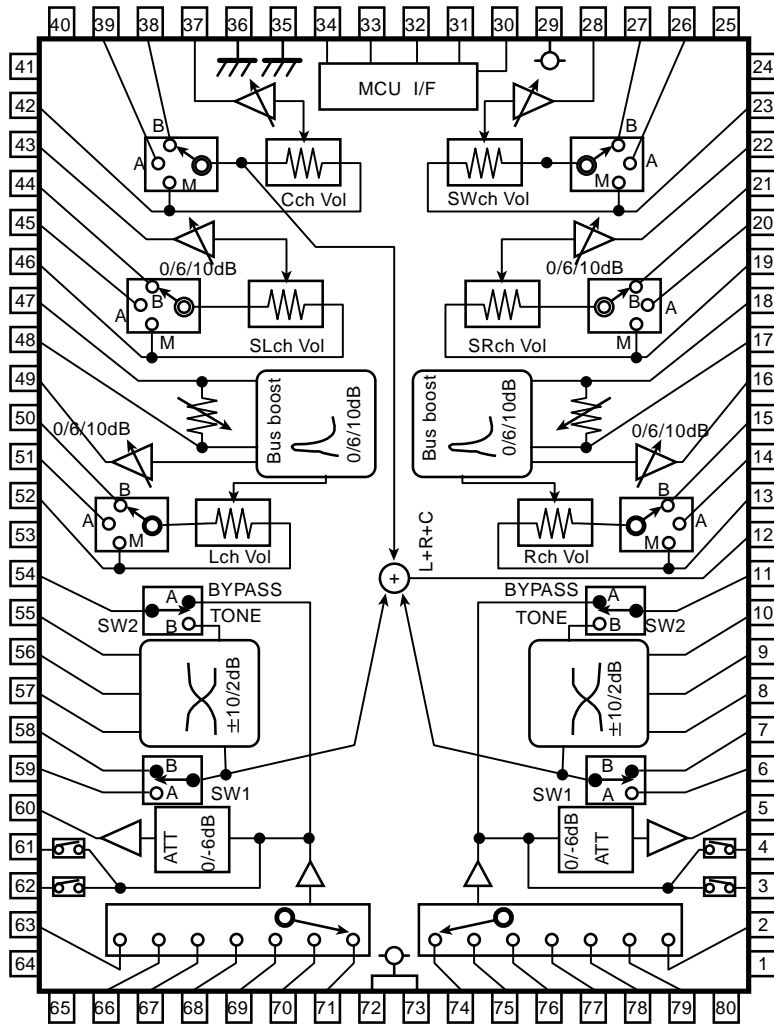 40 39 38 37 36 35 34 33 32 31 30 29 28 27 26 25
41 24
MCU I/F
42 23
B B
43 22
A M M A
44 21
Cch Vol SWch Vol
45 20
0/6/10dB 0/6/10dB
46 19
B B
A A
47 18
M M
SLch Vol SRch Vol
48 17
Bus boost 0/6/10dB Bus boost 0/6/10dB
49 16
0/6/10dB 0/6/10dB
50 15
51 14
B B
A A
52 13
M M
53 12
Lch Vol L+R+C Rch Vol
54 11
+
A BYPASS BYPASS A
55 10
SW2 B TONE TONE B SW2
56 9
±10/2dB ±10/2dB
57 8
58 7
B B
59 6
A SW1 SW1 A
60 5
ATT 0/-6dB 0/-6dB ATT
61 4
62 3
63 2
64 1
65 66 67 68 69 70 71 72 73 74 75 76 77 78 79 80